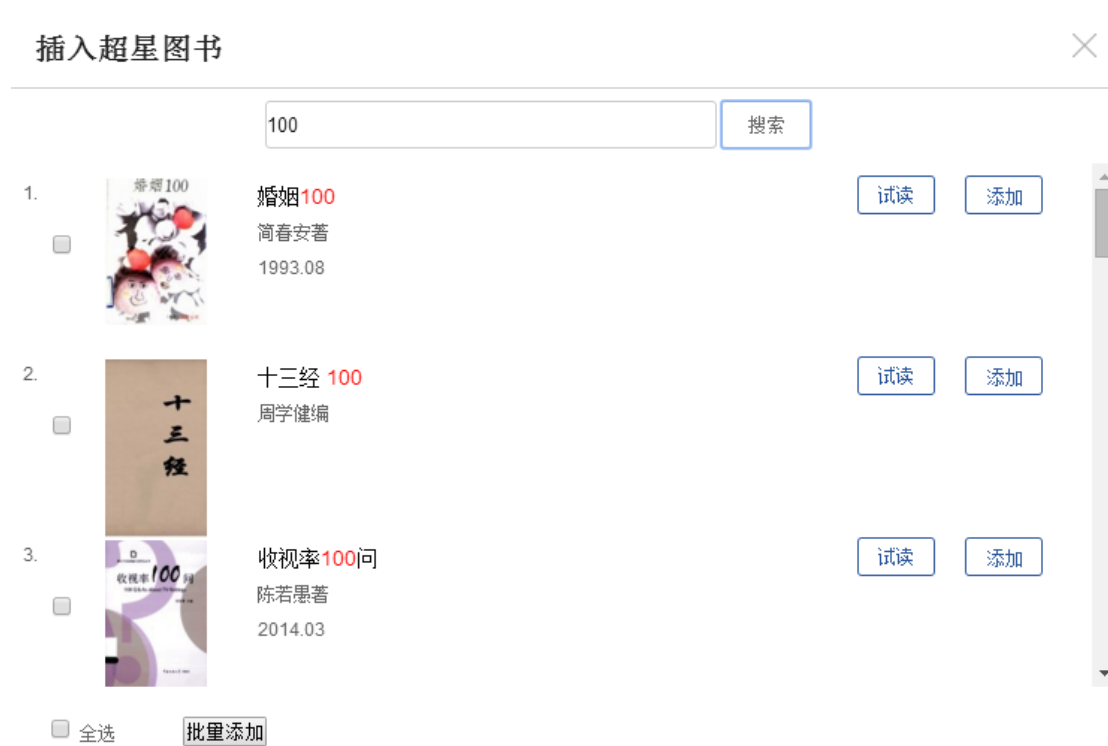 插入超星图书
100
搜索
1.
婚姻100
婚姻100
简春安著
1993.08
试读
添加
2.
十三经
十三经 100
周学健编
试读
添加
3.
收视率100问
收视率100问
陈若愚著
2014.03
试读
添加
全选
批量添加